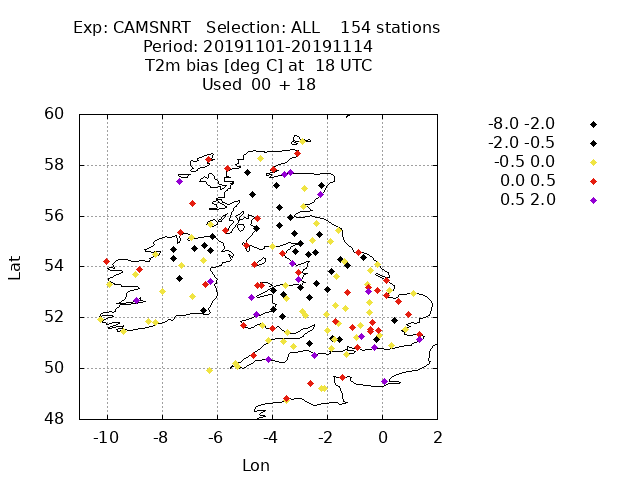 Exp: CAMSNRT Selection: ALL 154 stations
Period: 20191101-20191114
T2m bias [deg C] at 18 UTC
Used 00 + 18
60
58
56
54
52
50
48
-10 -8 -6 -4 -2 0 2
Lat
Lon
-8.0 -2.0
-2.0 -0.5
-0.5 0.0
0.0 0.5
0.5 2.0